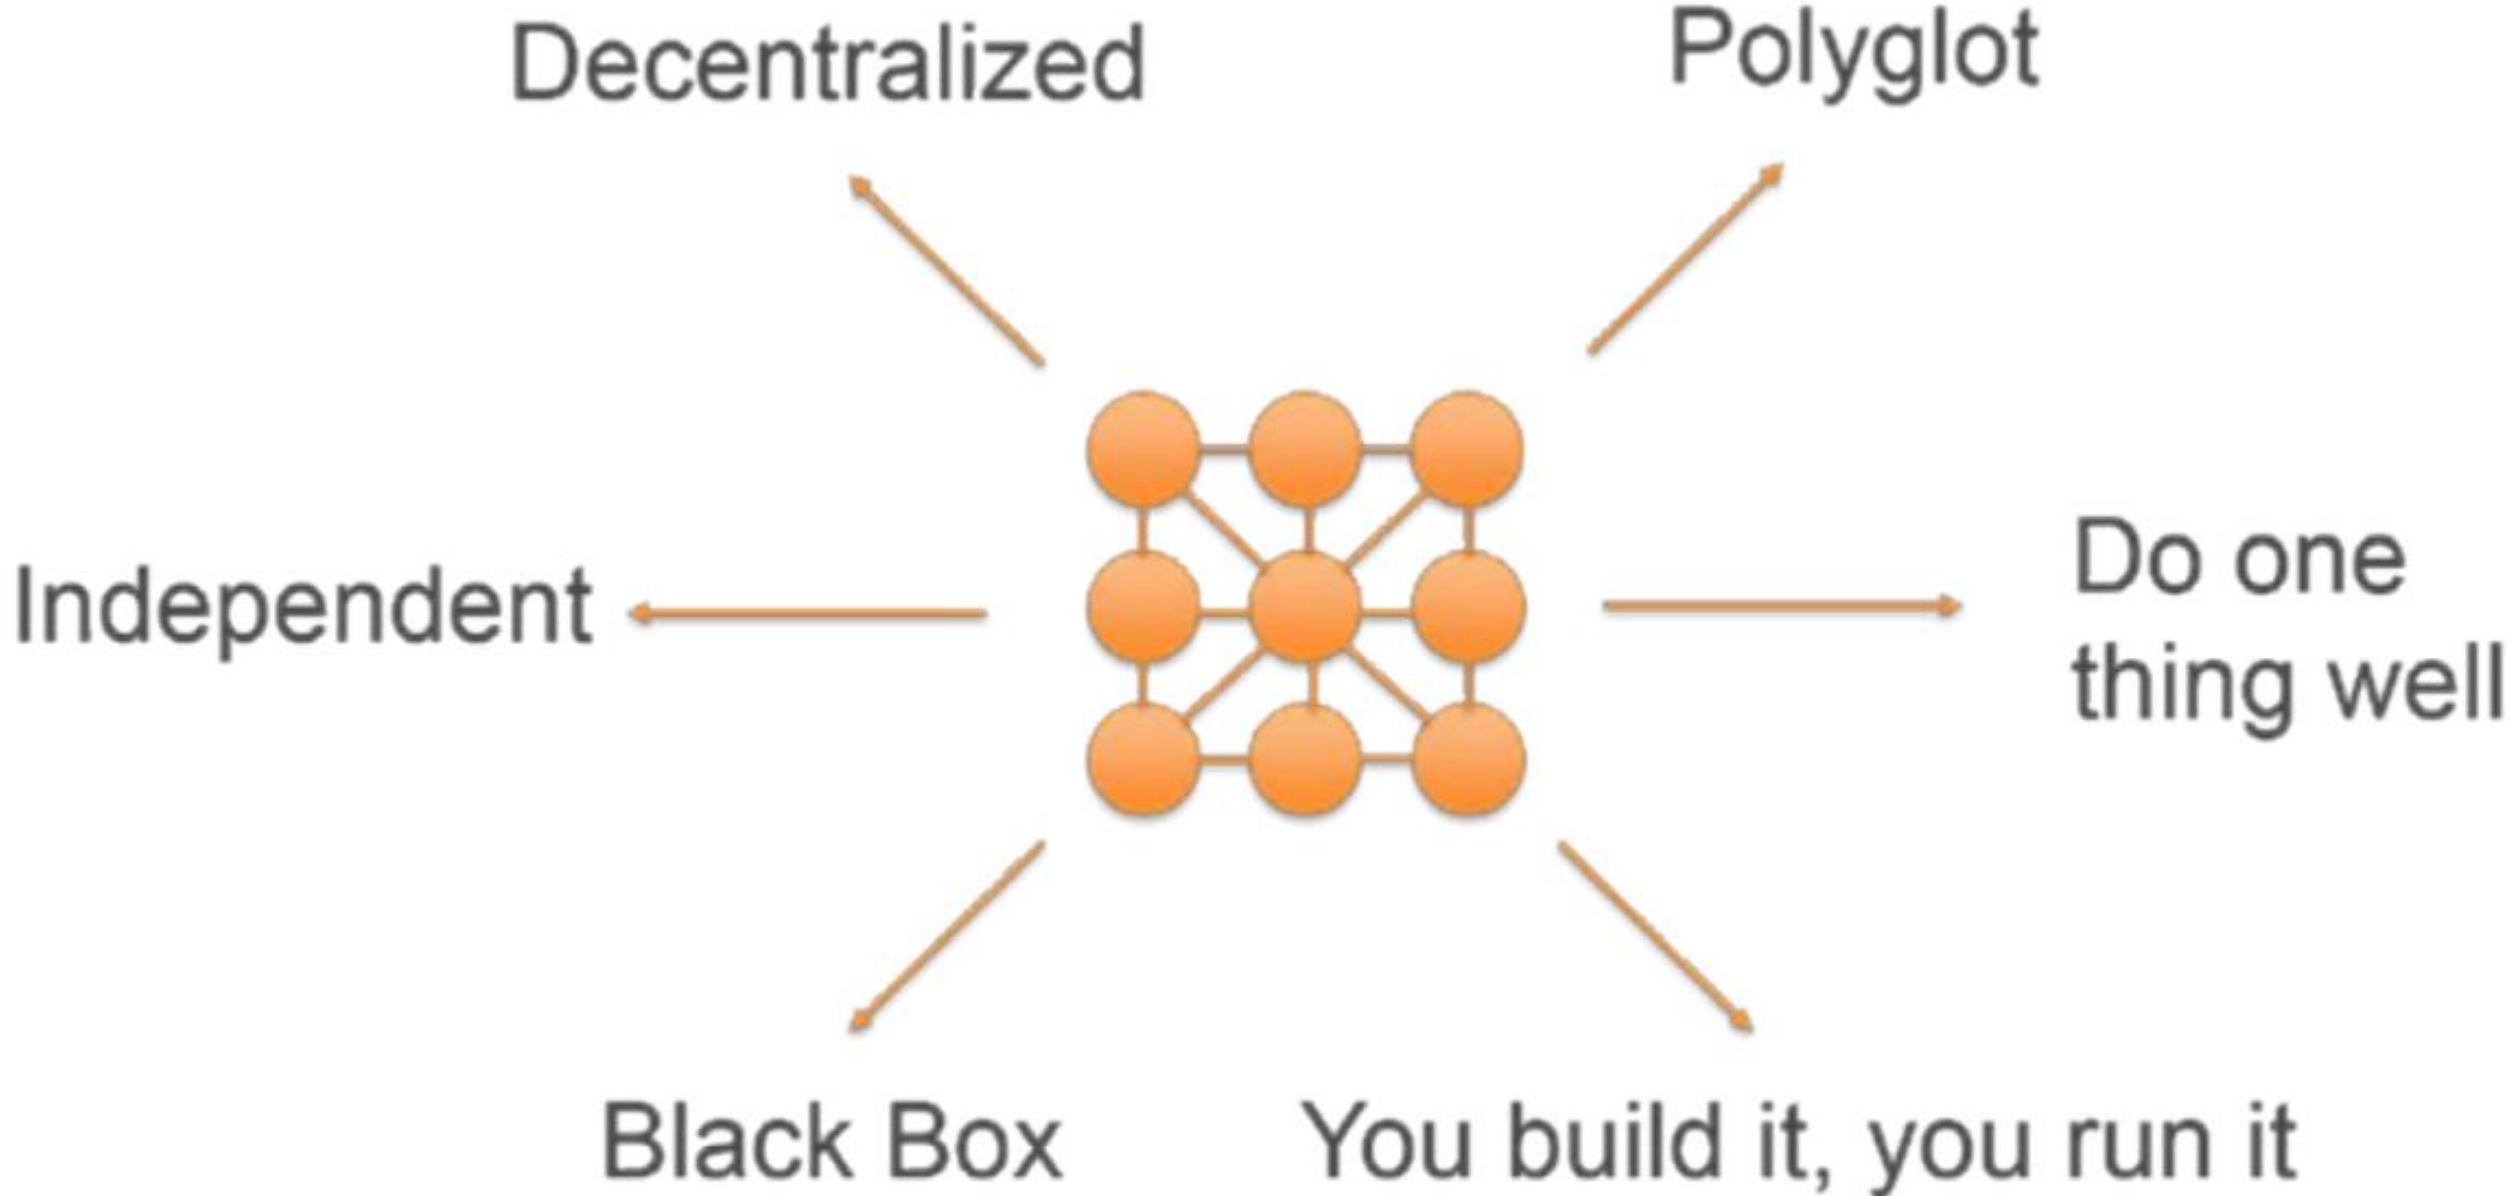 Decentralized
Polyglot
Independent
Do one
thing well
Black Box
You build it, you run it